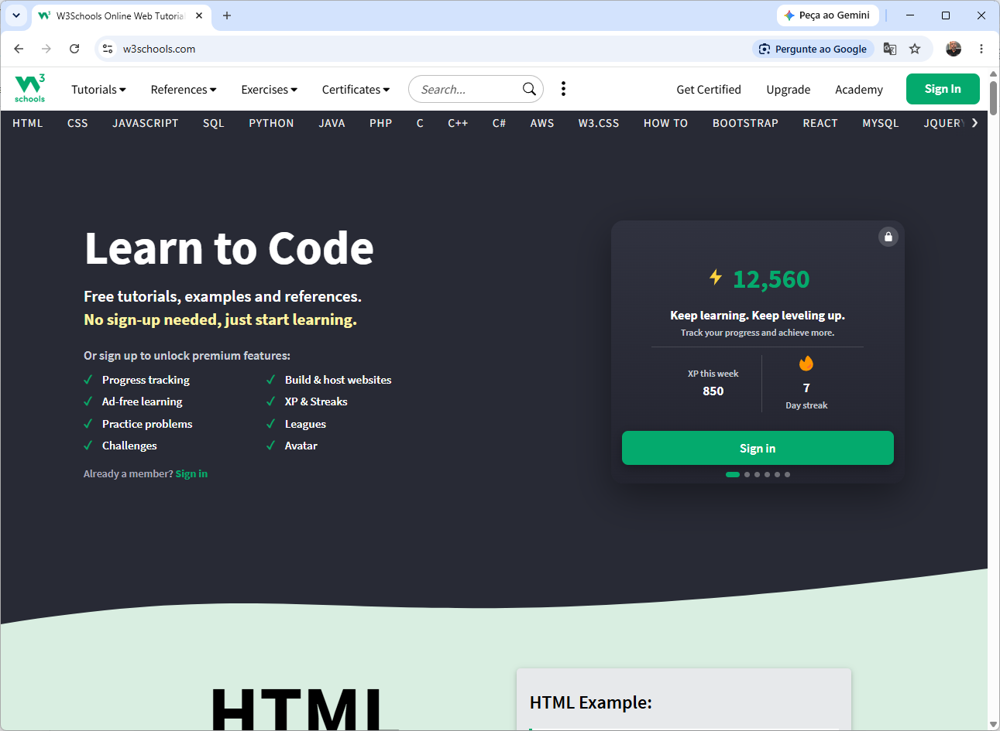 W3Schools Online Web Tutoria
Peça ao Gemini
w3schools.com
Pergunte ao Google
W3
schools
Tutorials
References
Exercises
Certificates
Search...
Get Certified
Upgrade
Academy
Sign In
HTML CSS JAVASCRIPT SQL PYTHON JAVA PHP C C++ C# AWS W3.CSS HOW TO BOOTSTRAP REACT MYSQL JQUERY
Learn to Code
Free tutorials, examples and references.
No sign-up needed, just start learning.
Or sign up to unlock premium features:
✓ Progress tracking
✓ Build & host websites
✓ Ad-free learning
✓ XP & Streaks
✓ Practice problems
✓ Leagues
✓ Challenges
✓ Avatar
Already a member? Sign in
12,560
Keep learning. Keep leveling up.
Track your progress and achieve more.
XP this week
850
7
Day streak
Sign in
HTML
HTML Example: